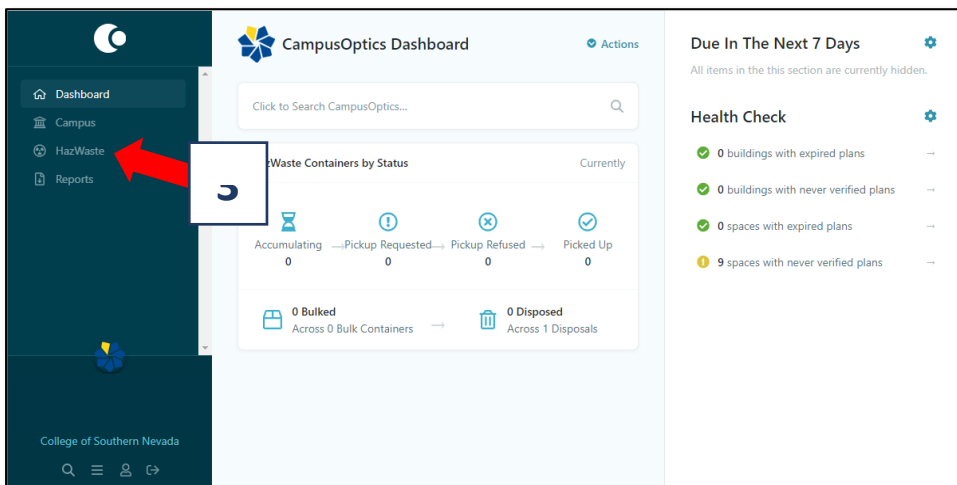 CampusOptics Dashboard
Actions
Dashboard
Campus
HazWaste
Reports
Click to Search CampusOptics...
Waste Containers by Status
Currently
Accumulating
Pickup Requested
Pickup Refused
Picked Up
0
0
0
0
0 Bulked
Across 0 Bulk Containers
0 Disposed
Across 1 Disposals
College of Southern Nevada
Due In The Next 7 Days
All items in the this section are currently hidden.
Health Check
0 buildings with expired plans
0 buildings with never verified plans
0 spaces with expired plans
9 spaces with never verified plans